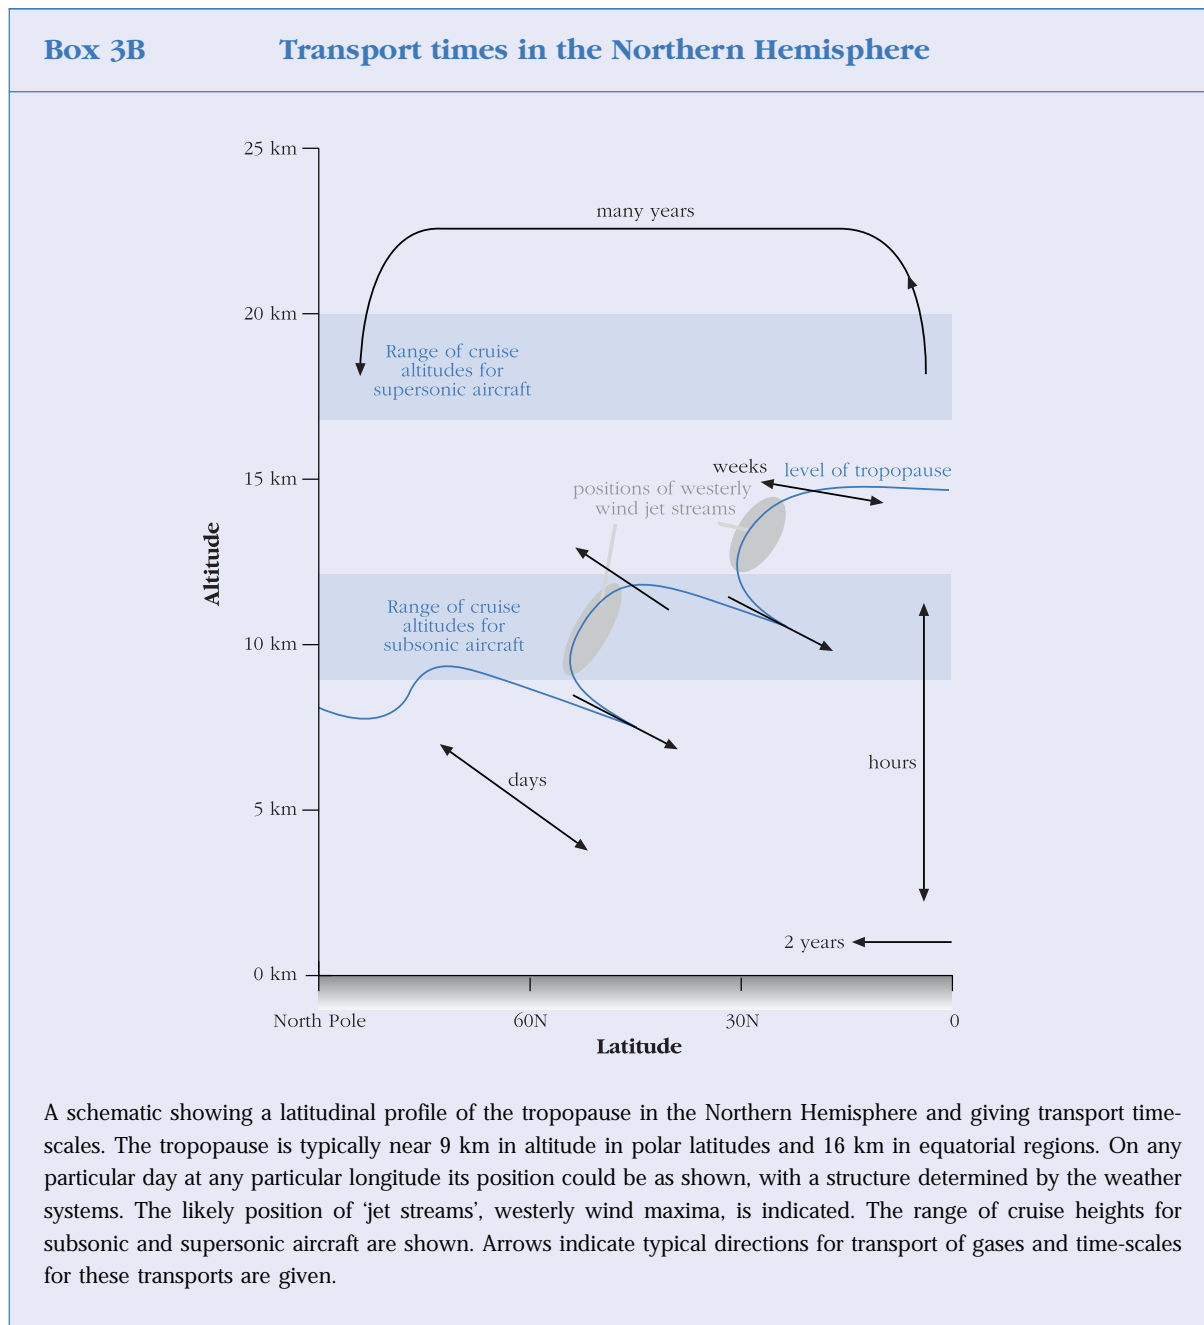 Box 3B
Transport times in the Northern Hemisphere
25 km
many years
20 km
Range of cruise
altitudes for
supersonic aircraft
15 km
weeks
level of tropopause
positions of westerly
wind jet streams
Altitude
Range of cruise
altitudes for
subsonic aircraft
10 km
hours
days
5 km
2 years
0 km
North Pole
60N
30N
0
Latitude
A schematic showing a latitudinal profile of the tropopause in the Northern Hemisphere and giving transport time-
scales. The tropopause is typically near 9 km in altitude in polar latitudes and 16 km in equatorial regions. On any
particular day at any particular longitude its position could be as shown, with a structure determined by the weather
systems. The likely position of ‘jet streams’, westerly wind maxima, is indicated. The range of cruise heights for
subsonic and supersonic aircraft are shown. Arrows indicate typical directions for transport of gases and time-scales
for these transports are given.